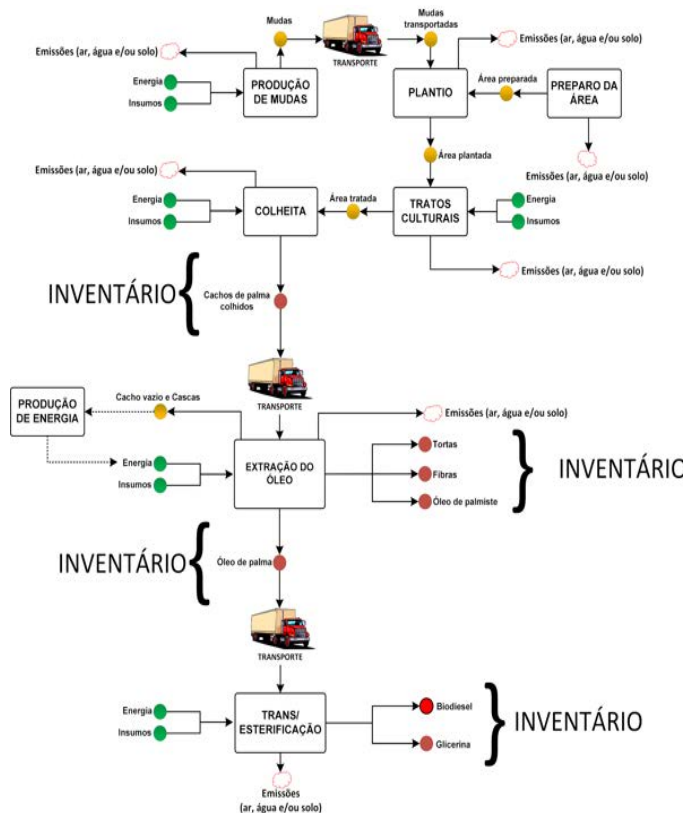 Mudas
Mudas
transportadas
Emissões (ar, água e/ou solo)
Emissões (ar, água e/ou solo)
TRANSPORTE
Energia
Insumos
PRODUÇÃO
DE MUDAS
PLANTIO
Área preparada
PREPARO DA
ÁREA
Área plantada
Emissões (ar, água e/ou solo)
Emissões (ar, água e/ou solo)
Energia
Insumos
COLHEITA
Área tratada
TRATOS
CULTURAIS
Energia
Insumos
Emissões (ar, água e/ou solo)
INVENTÁRIO
Cachos de palma
colhidos
TRANSPORTE
PRODUÇÃO
DE ENERGIA
Cacho vazio e Cascas
Emissões (ar, água e/ou solo)
Energia
Insumos
EXTRAÇÃO DO
ÓLEO
Tortas
Fibras
Óleo de palmiste
INVENTÁRIO
INVENTÁRIO
Óleo de palma
TRANSPORTE
Energia
Insumos
TRANS/
ESTERIFICAÇÃO
Biodiesel
Glicerina
INVENTÁRIO
Emissões
(ar, água e/ou solo)